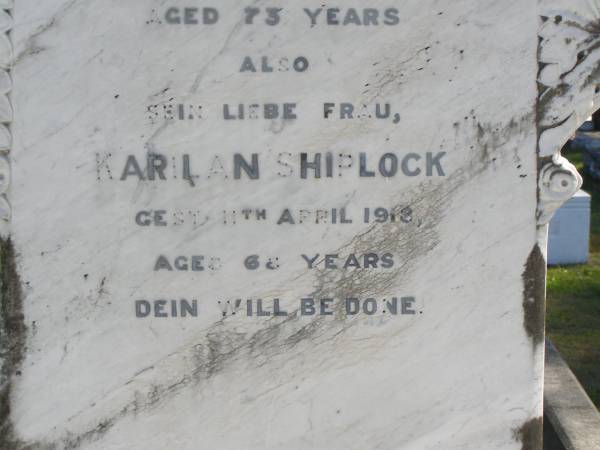 AGED 73 YEARS
ALSO
SEIN LIEBE FRAU,
KARILAN SHIPLOCK
GEST. 11TH APRIL 1918,
AGED 68 YEARS
DEIN WILL BE DONE.